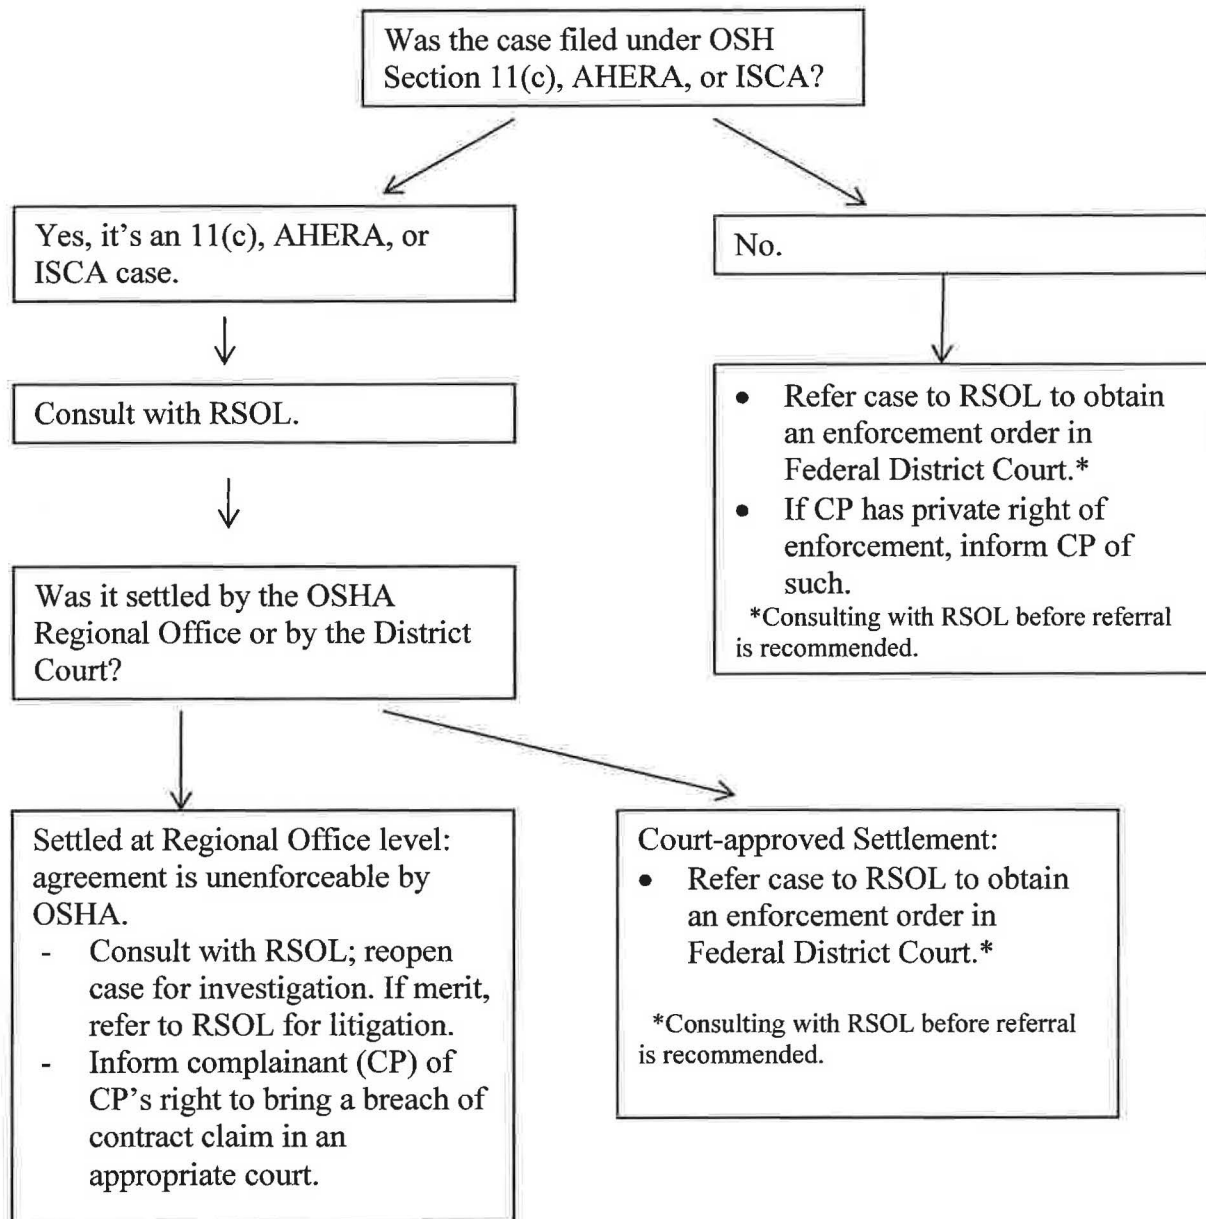 Was the case filed under OSH
Section 11(c), AHERA, or ISCA?
Yes, it's an 11(c), AHERA, or
ISCA case.
No.
Consult with RSOL.
• Refer case to RSOL to obtain
an enforcement order in
Federal District Court.*
• If CP has private right of
enforcement, inform CP of
such.
*Consulting with RSOL before referral
is recommended.
Was it settled by the OSHA
Regional Office or by the District
Court?
Settled at Regional Office level:
agreement is unenforceable by
OSHA.
- Consult with RSOL; reopen
case for investigation. If merit,
refer to RSOL for litigation.
- Inform complainant (CP) of
CP's right to bring a breach of
contract claim in an
appropriate court.
Court-approved Settlement:
• Refer case to RSOL to obtain
an enforcement order in
Federal District Court.*
*Consulting with RSOL before referral
is recommended.